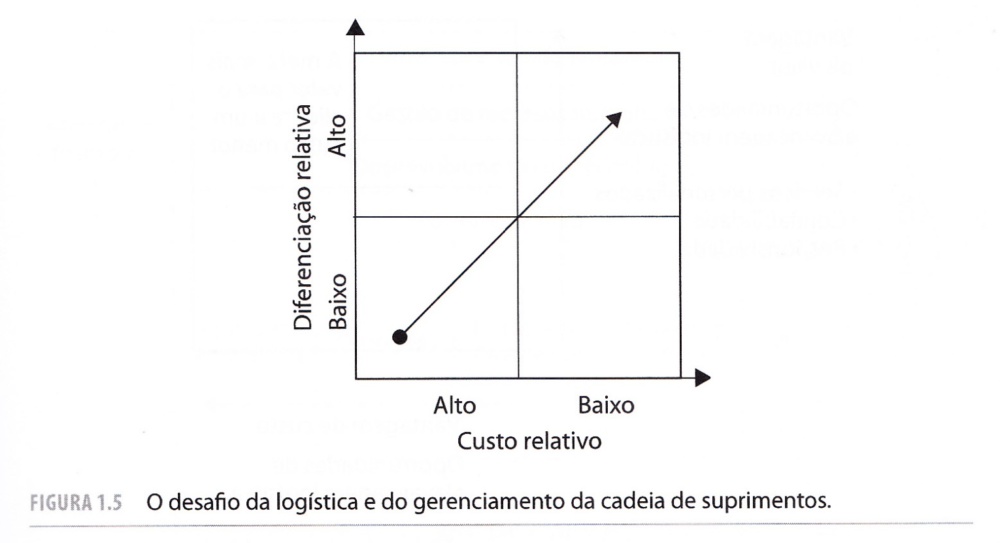 Diferenciação relativa
Alto
Baixo
Alto
Baixo
Custo relativo
FIGURA 1.5 O desafio da logística e do gerenciamento da cadeia de suprimentos.